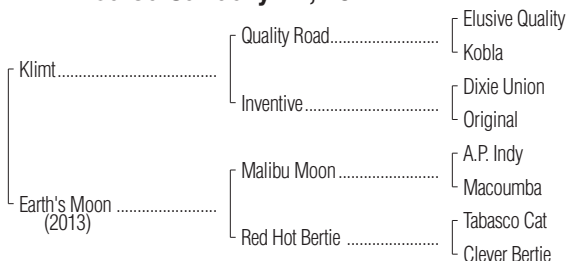 Elusive Quality
Quality Road
Kobla
Klimt
Dixie Union
Inventive
Original
A.P. Indy
Malibu Moon
Macoumba
Earth's Moon
(2013)
Tabasco Cat
Red Hot Bertie
Clever Bertie